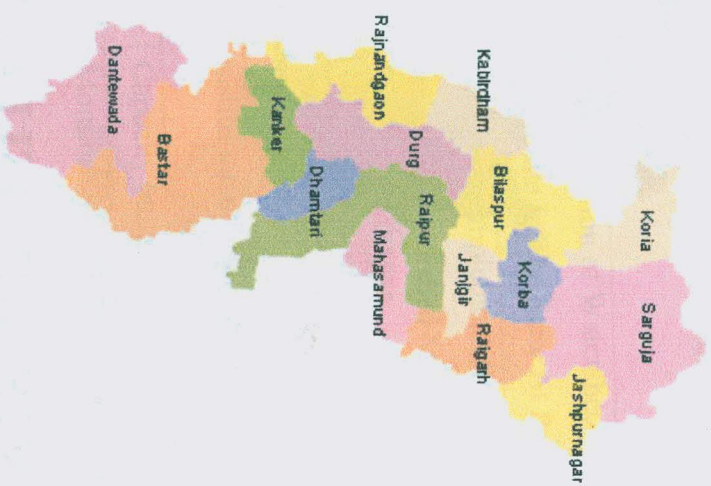 Koria
Sarguja
Jashpurnagar
Kabirdham
Bilaspur
Korba
Janjgir
Raigarh
Rajnandgaon
Durg
Raipur
Mahasamund
Kanker
Dhamtari
Dantewada
Bastar